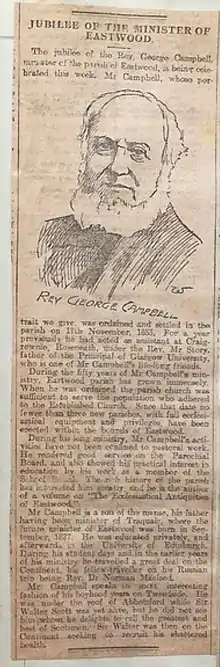 JUBILEE OF THE MINISTER OF
EASTWOOD.
The jubilee of the Rev. George Campbell,
minister of the parish of Eastwood, is being cele-
brated this week. Mr Campbell, whose por-
REV GEORGE CAMPBELL
trait we give, was ordained and settled in the
parish on 17th November, 1853. For a year
previously he had acted as assistant at Craig-
rownie, Roseneath, under the Rev. Mr Story,
father of the Principal of Glasgow University,
who is one of Mr Campbell's lifelong friends.
During the fifty years of Mr Campbell's minis-
try, Eastwood parish has grown immensely.
When he was ordained the parish church was
sufficient to serve the population who adhered
to the Established Church. Since that date no
fewer than three new parishes, with full eccles-
astical equipment and privileges have been
erected within the bounds of Eastwood.
During his long ministry, Mr Campbell's activi-
ties have not been confined to pastoral work.
He rendered good service on the Parochial
Board, and also showed his practical interest in
education by his work as a member of the
School Board. The rich history of the parish
has interested him greatly and he is the author
of a volume on "The Ecclesiastical Antiquities
of Eastwood."
Mr Campbell is a son of the manse, his father
having been minister of Traquair, where the
future minister of Eastwood was born in Sep-
tember, 1827. He was educated privately, and
afterwards at the University of Edinburgh.
During his student days and in the earlier years
of his ministry he travelled a great deal on the
Continent, his fellow-traveller on the Russian
trip being Rev. Dr Norman Macleod.
Mr Campbell speaks in most interesting
fashion of his boyhood years on Tweedside. He
was under the roof of Abbotsford while Sir
Walter Scott was yet alive, but he did not see
him whom he delights to call the greatest and
best of Scotsmen. Sir Walter was then on the
Continent seeking to recruit his shattered
health.